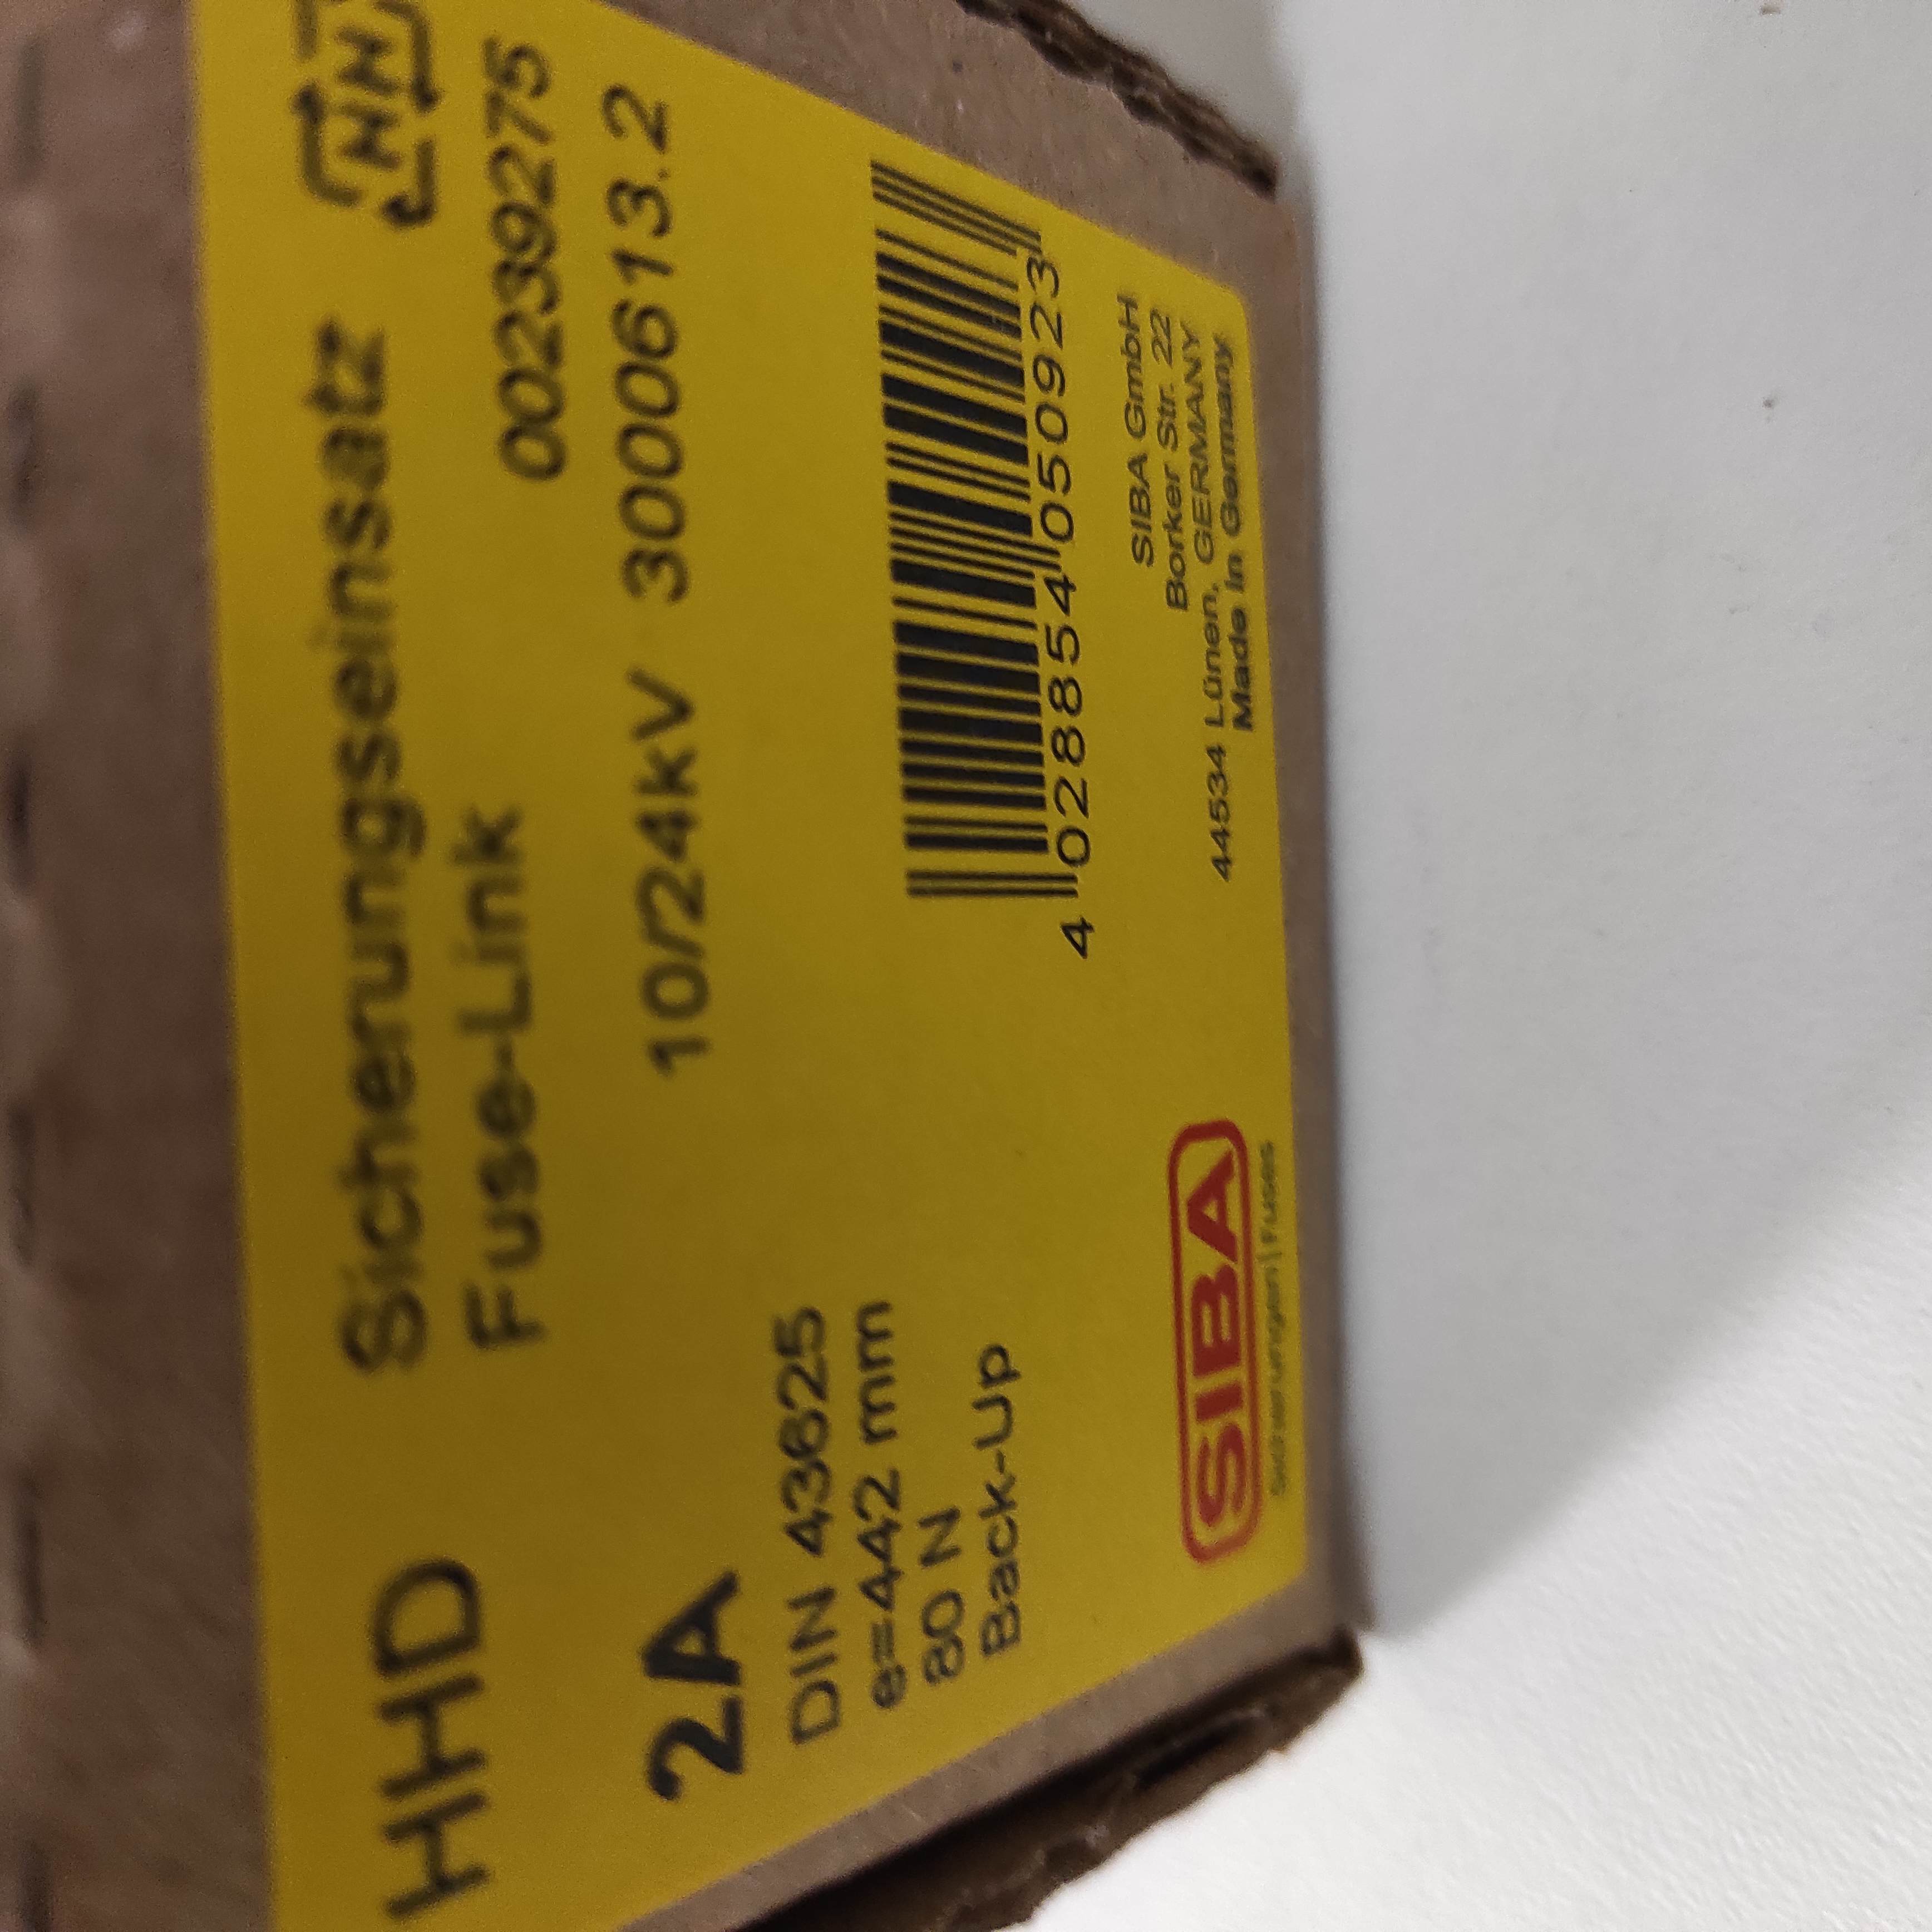 HHD Sicherungseinsatz HH
Fuse-Link 00239275
2A 10/24kV 3000613.2
DIN 43625
e=442 mm
80 N
Back-Up
4 028854 050923
SIBA GmbH
Borker Str. 22
44534 Lünen, GERMANY
Made in Germany
SIBA
Sicherungen | Fuses